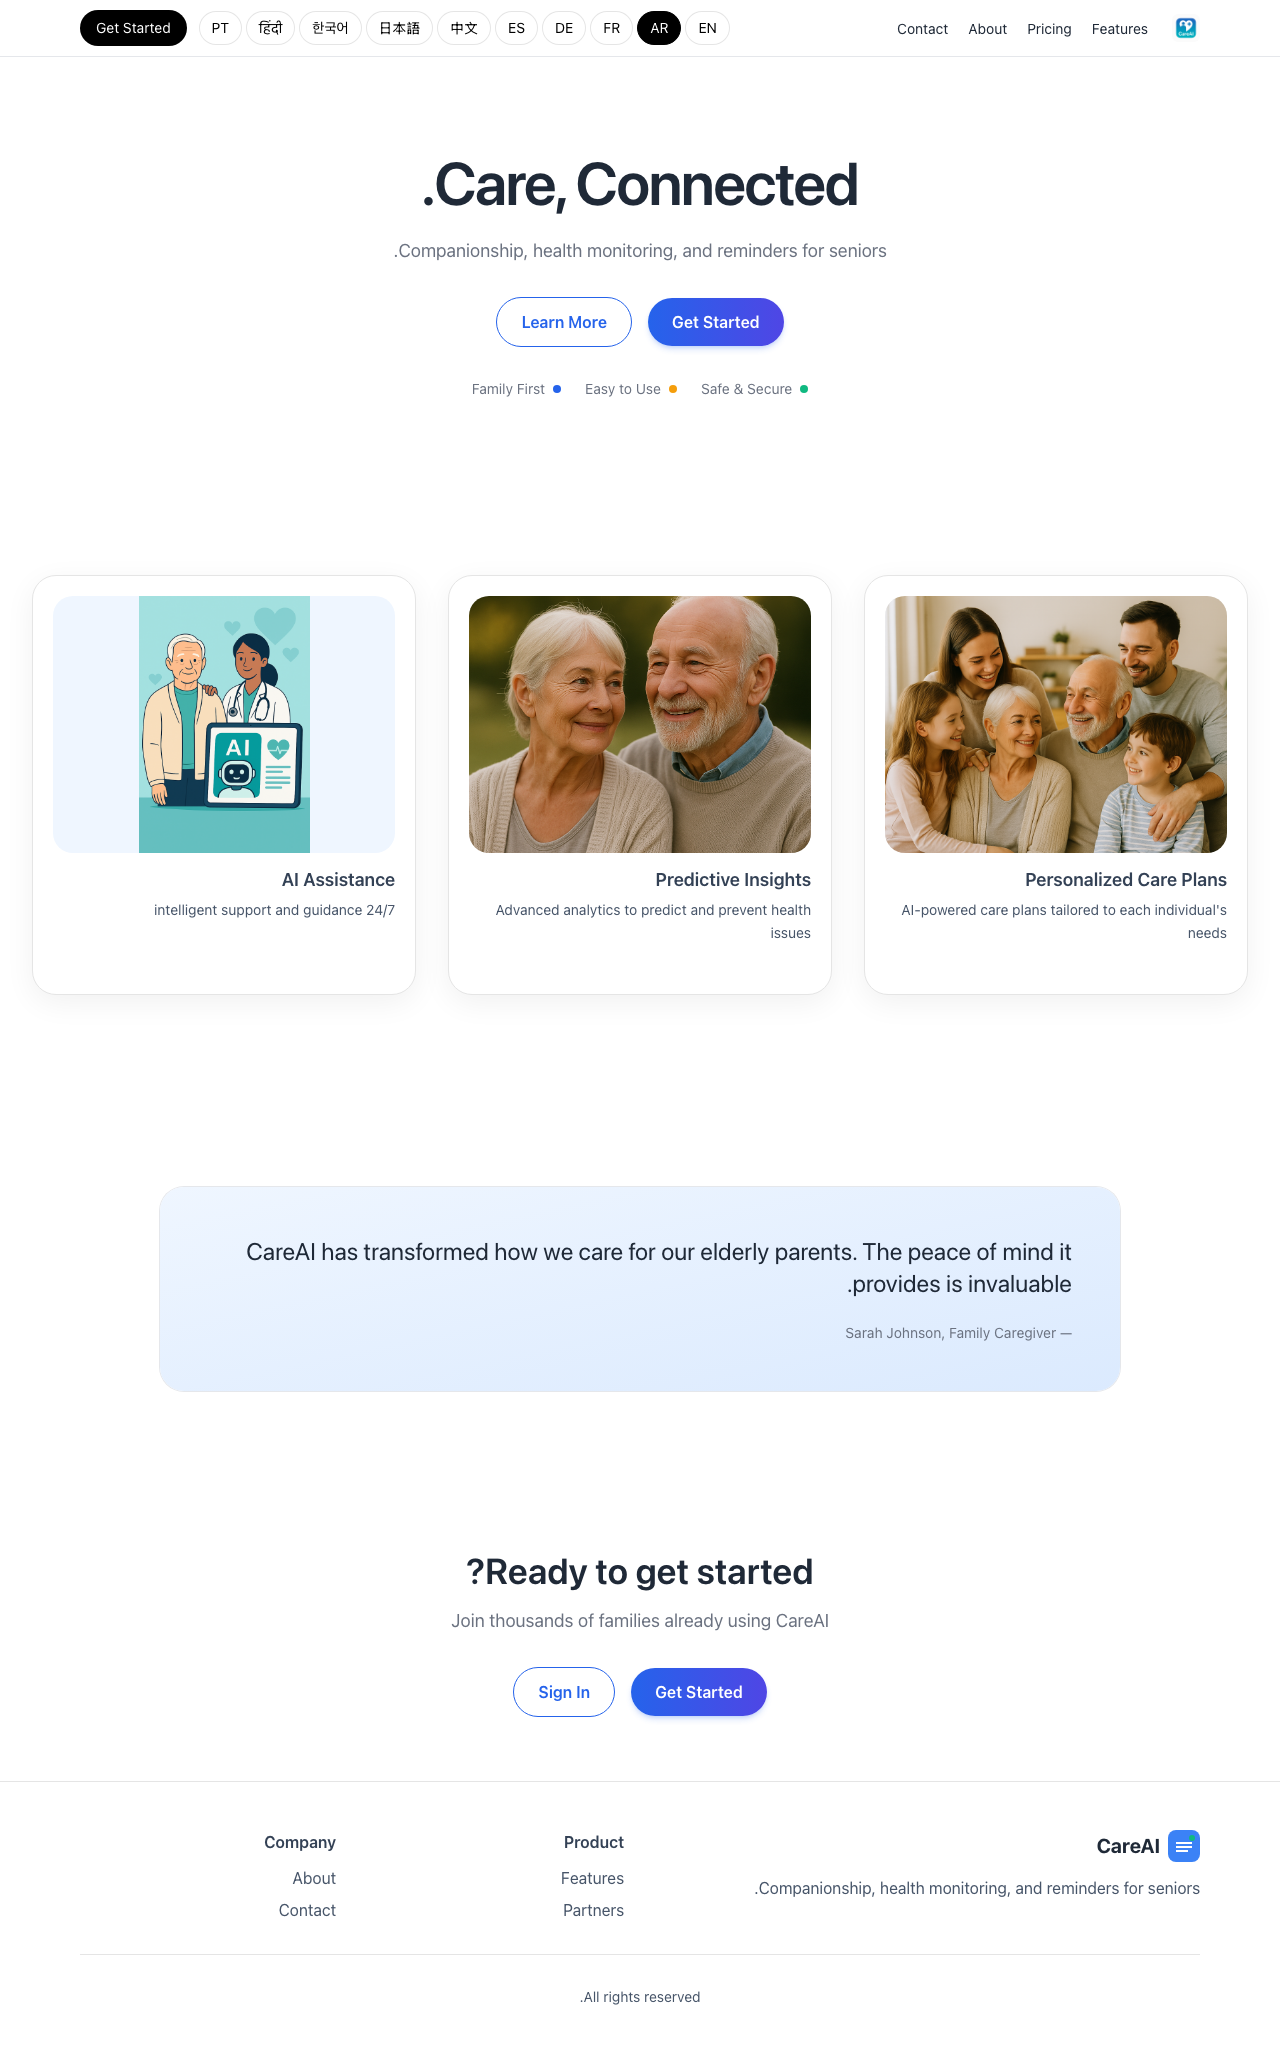 Get Started
PT
हिंदी
한국어
日本語
中文
ES
DE
FR
AR
EN
Contact
About
Pricing
Features
.Care, Connected
.Companionship, health monitoring, and reminders for seniors
Learn More
Get Started
Family First
Easy to Use
Safe & Secure
AI
AI Assistance
intelligent support and guidance 24/7
Predictive Insights
Advanced analytics to predict and prevent health
issues
Personalized Care Plans
AI-powered care plans tailored to each individual's
needs
CareAI has transformed how we care for our elderly parents. The peace of mind it
.provides is invaluable
Sarah Johnson, Family Caregiver —
?Ready to get started
Join thousands of families already using CareAI
Sign In
Get Started
Company
About
Contact
Product
Features
Partners
CareAI
.Companionship, health monitoring, and reminders for seniors
.All rights reserved